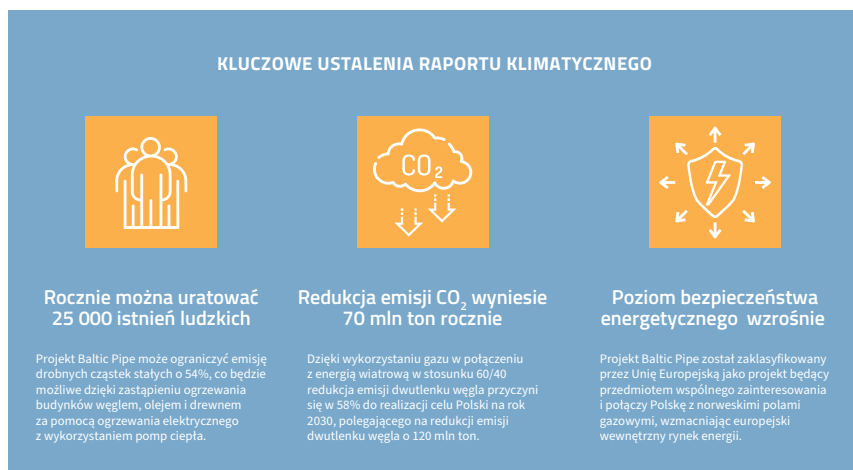 KLUCZOWE USTALENIA RAPORTU KLIMATYCZNEGO
CO2
Rocznie można uratować
25 000 istnień ludzkich
Projekt Baltic Pipe może ograniczyć emisję
drobnych cząstek stałych o 54%, co będzie
możliwe dzięki zastąpieniu ogrzewania
budynków węglem, olejem i drewnem
za pomocą ogrzewania elektrycznego
z wykorzystaniem pomp ciepła.
Redukcja emisji CO2 wyniesie
70 mln ton rocznie
Dzięki wykorzystaniu gazu w połączeniu
z energią wiatrową w stosunku 60/40
redukcja emisji dwutlenku węgla przyczyni
się w 58% do realizacji celu Polski na rok
2030, polegającego na redukcji emisji
dwutlenku węgla o 120 mln ton.
Poziom bezpieczeństwa
energetycznego wzrośnie
Projekt Baltic Pipe został zaklasyfikowany
przez Unię Europejską jako projekt będący
przedmiotem wspólnego zainteresowania
i połączy Polskę z norweskimi polami
gazowymi, wzmacniając europejski
wewnętrzny rynek energii.